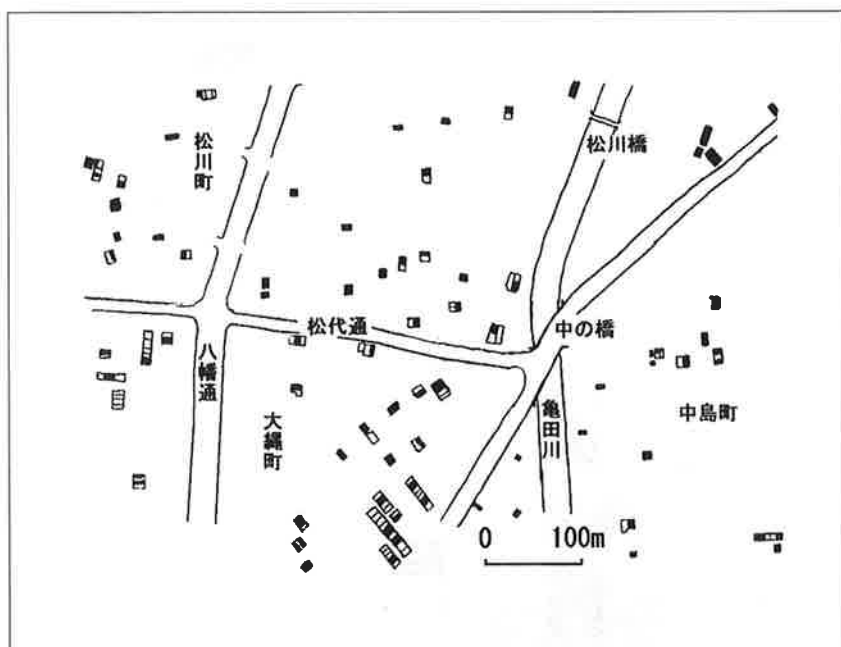 松川町
松川橋
松代通
中の橋
八幡通
大縄町
亀田川
中島町
0 100m